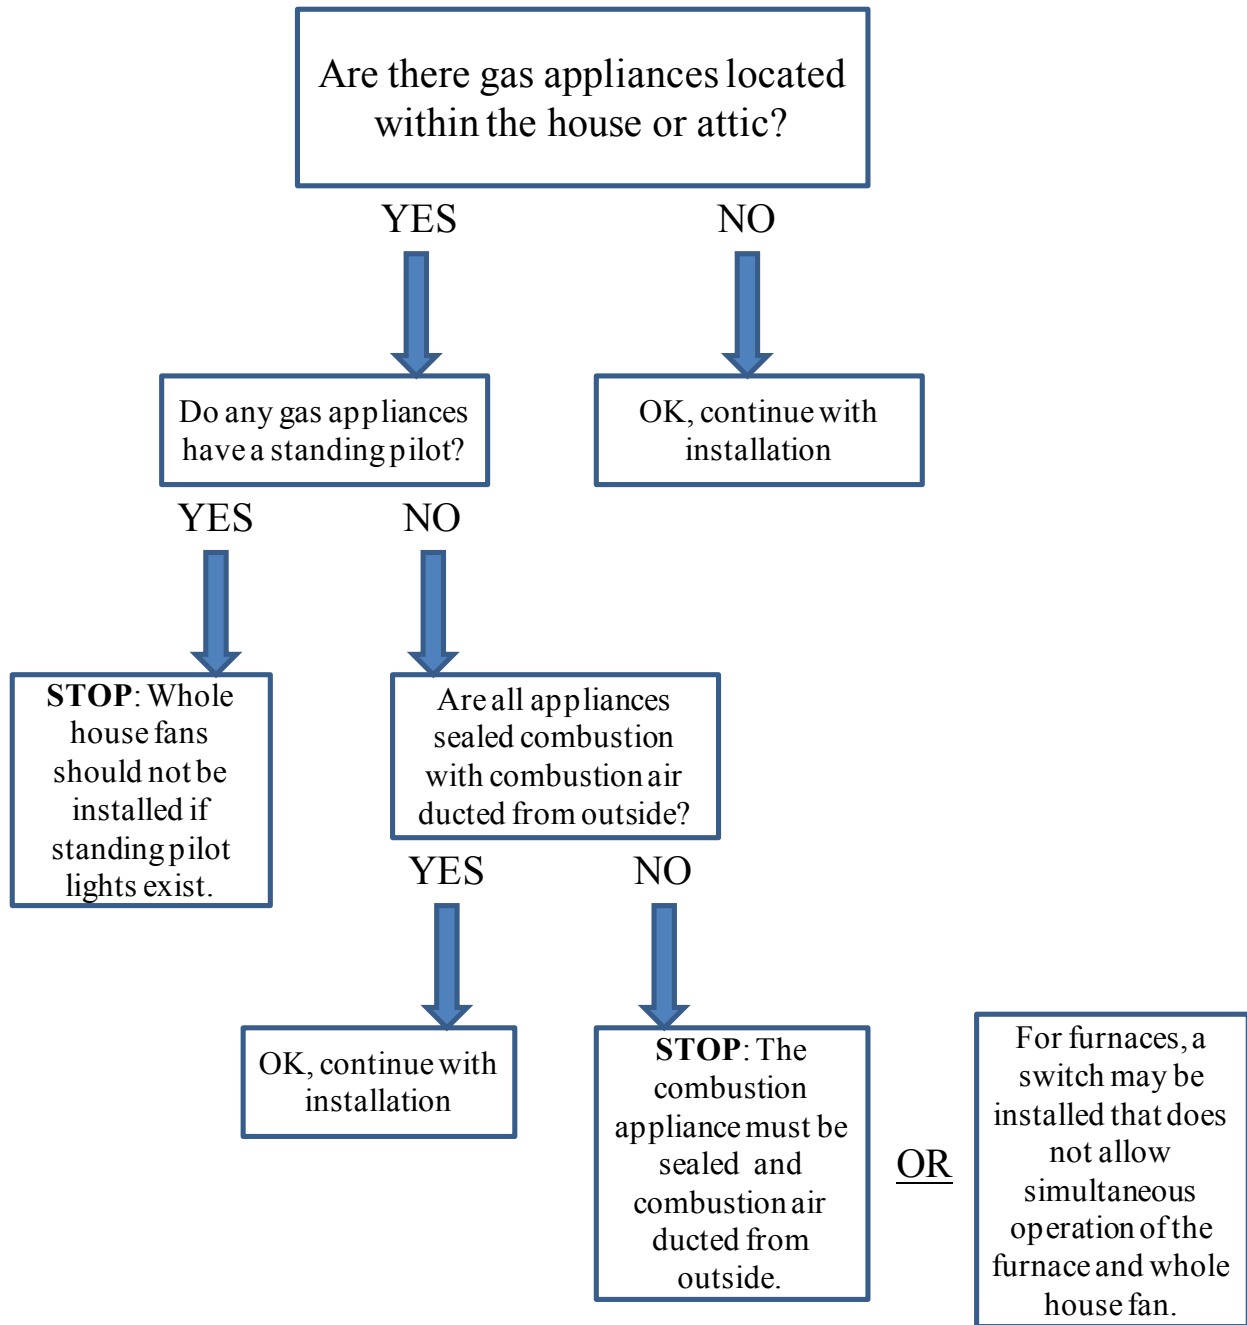 Are there gas appliances located
within the house or attic?
YES
NO
Do any gas appliances
have a standing pilot?
OK, continue with
installation
YES
NO
STOP: Whole
house fans
should not be
installed if
standing pilot
lights exist.
Are all appliances
sealed combustion
with combustion air
ducted from outside?
YES
NO
OK, continue with
installation
STOP: The
combustion
appliance must be
sealed and
combustion air
ducted from
outside.
OR
For furnaces, a
switch may be
installed that does
not allow
simultaneous
operation of the
furnace and whole
house fan.